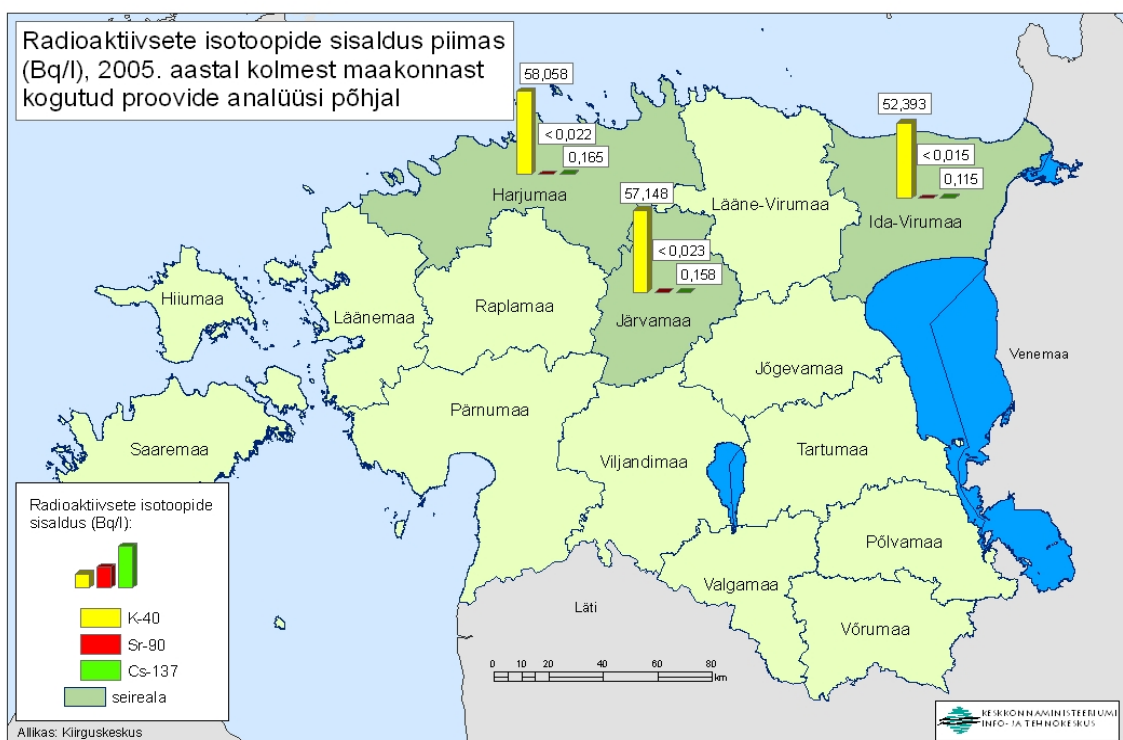 Radioaktiivsete isotoopide sisaldus piimas
(Bq/l), 2005. aastal kolmest maakonnast
kogutud proovide analüüsi põhjal
58,058
< 0,022
0,165
Harjumaa
57,148
< 0,023
0,158
Järvamaa
52,393
< 0,015
0,115
Ida-Virumaa
Lääne-Virumaa
Hiiumaa
Läänemaa
Raplamaa
Jõgevamaa
Venemaa
Saaremaa
Pärnumaa
Viljandimaa
Tartumaa
Põlvamaa
Valgamaa
Võrumaa
Läti
Radioaktiivsete isotoopide
sisaldus (Bq/l):
K-40
Sr-90
Cs-137
seireala
0 20 40 60 80
km
Allikas: Kiirguskeskus
KESKKONNAMINISTEERIUMI
INFO- JA TEHNOKESKUS